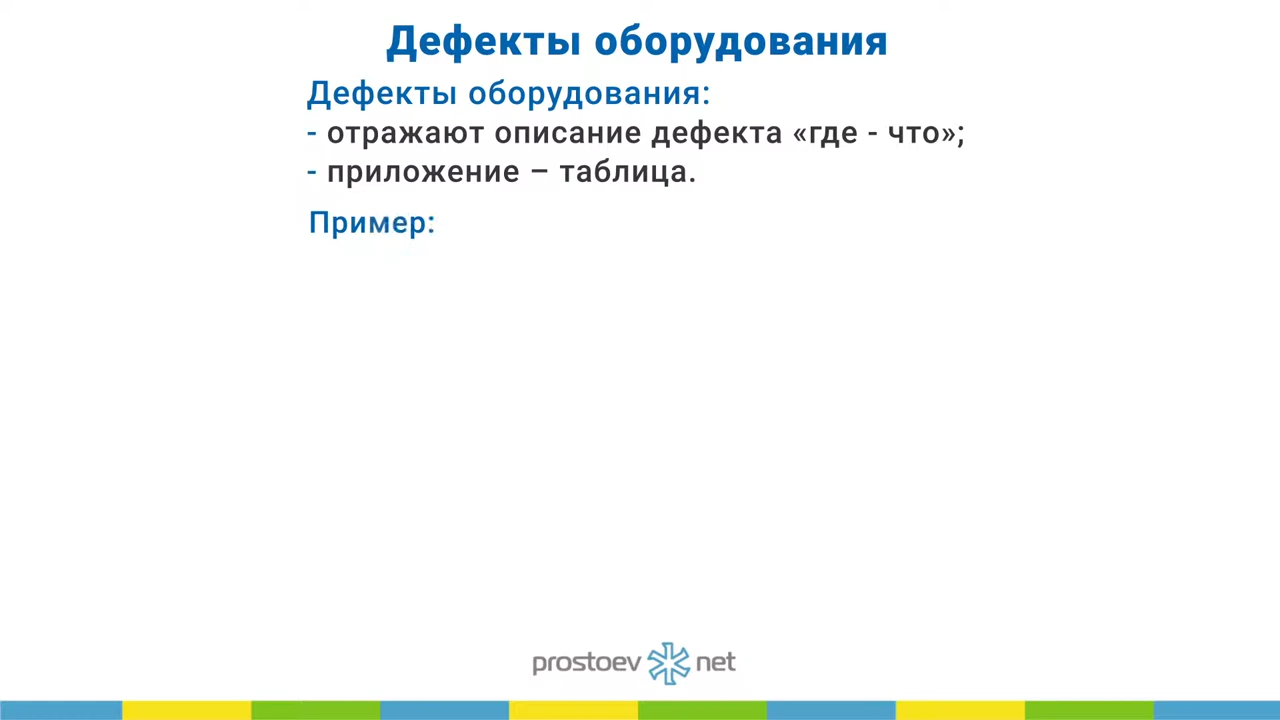 Дефекты оборудования
Дефекты оборудования:
- отражают описание дефекта «где - что»;
- приложение – таблица.
Пример:
prostoev net